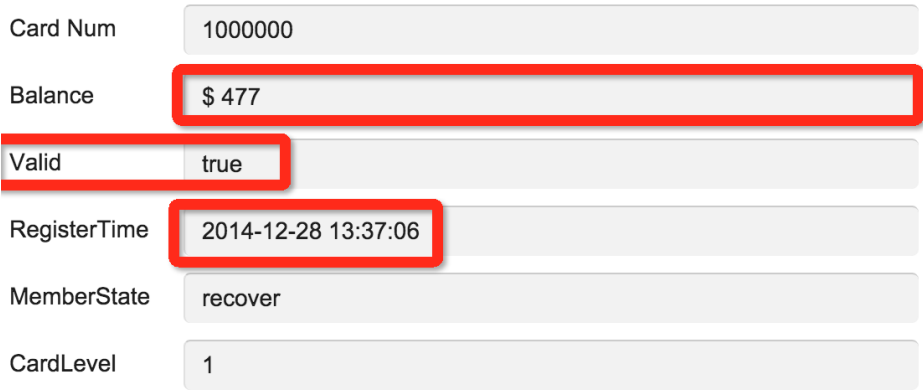 Card Num 1000000
Balance $ 477
Valid true
RegisterTime 2014-12-28 13:37:06
MemberState recover
CardLevel 1